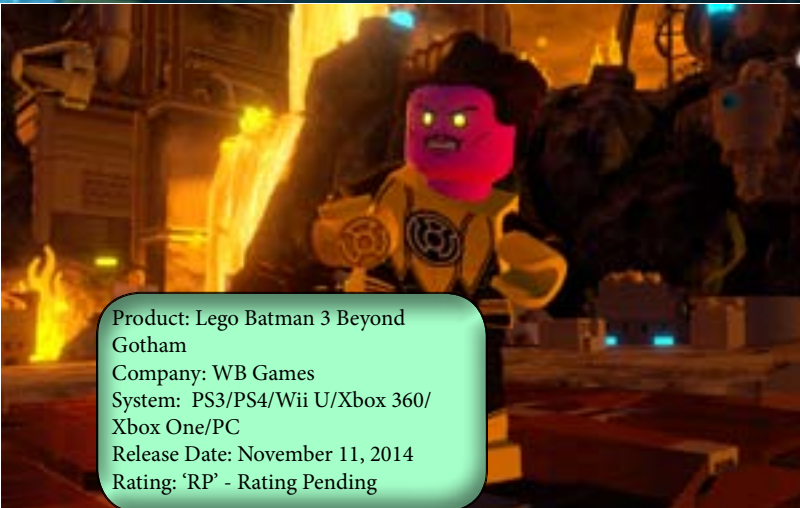 Product: Lego Batman 3 Beyond
Gotham
Company: WB Games
System:  PS3/PS4/Wii U/Xbox 360/
Xbox One/PC
Release Date: November 11, 2014
Rating: ‘RP’ - Rating Pending